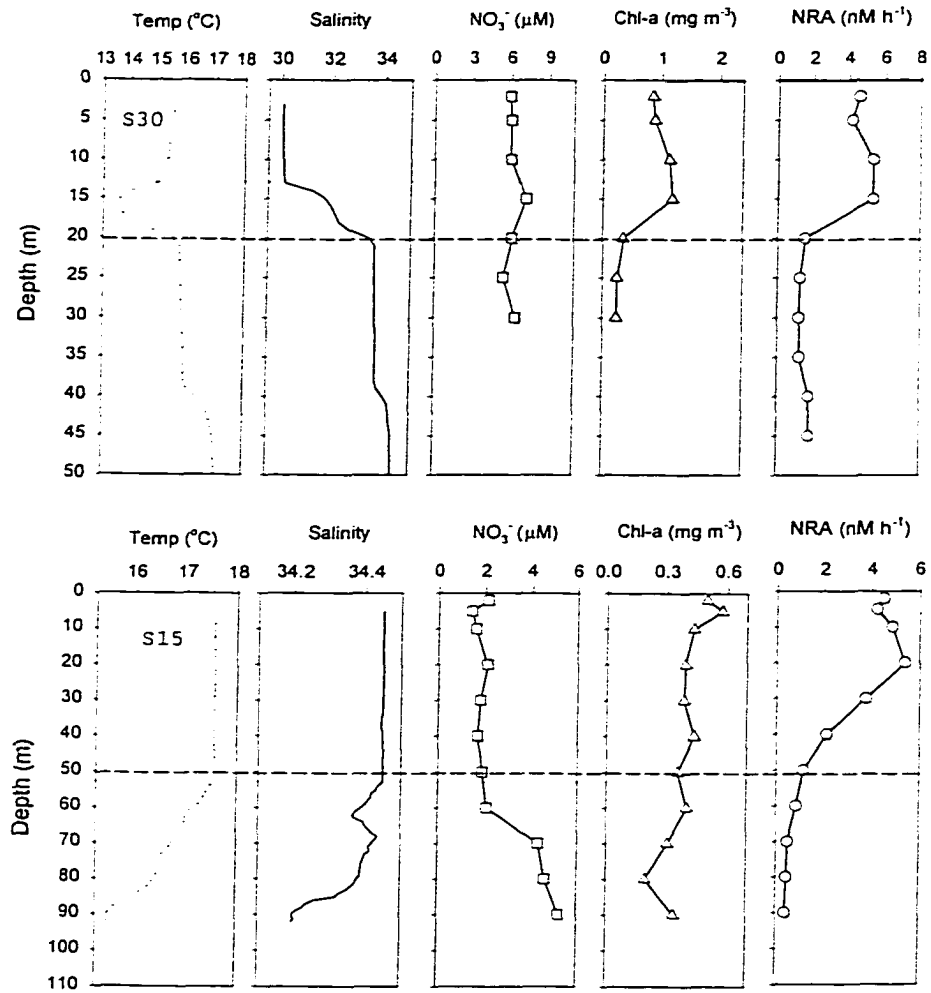 Temp (°C) Salinity NO₃⁻ (μM) Chl-a (mg m⁻³) NRA (nM h⁻¹)
13 14 15 16 17 18 30 32 34 0 3 6 9 0 1 2 0 2 4 6 8
0
5
S30
10
15
20
25
30
35
40
45
50
Depth (m)
Temp (°C) Salinity NO₃⁻ (μM) Chl-a (mg m⁻³) NRA (nM h⁻¹)
16 17 18 34.2 34.4 0 2 4 6 0.0 0.3 0.6 0 2 4 6 8
0
10
S15
20
30
40
50
60
70
80
90
100
110
Depth (m)